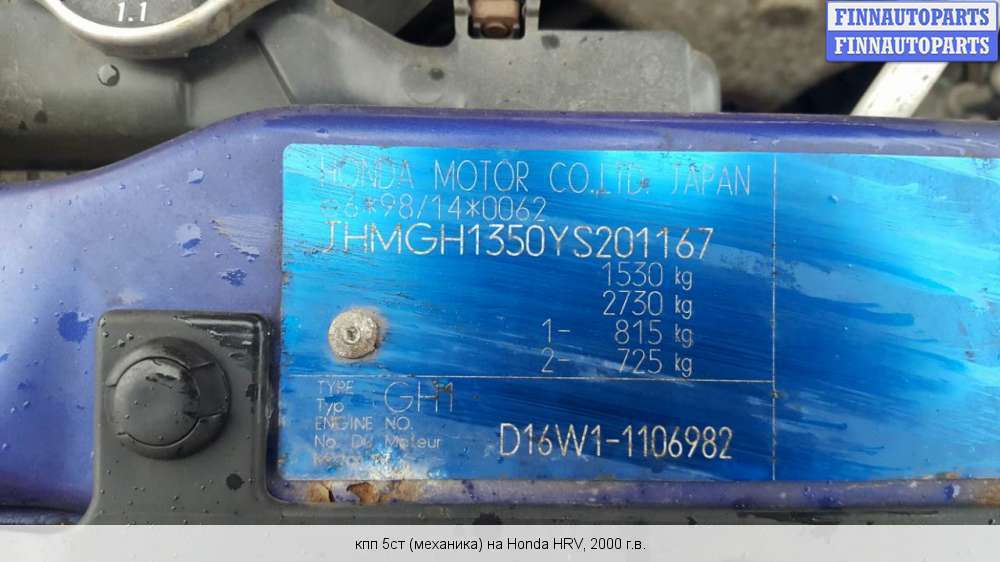 1.1
FINNAUTOPARTS
FINNAUTOPARTS
HONDA MOTOR CO.,LTD. JAPAN
e6*98/14*0062
JHMGH1350YS201167
1530 kg
2730 kg
1- 815 kg
2- 725 kg
TYPE
Typ GH1
ENGINE NO.
No. Du Moteur
D16W1-1106982
кпп 5ст (механика) на Honda HRV, 2000 г.в.